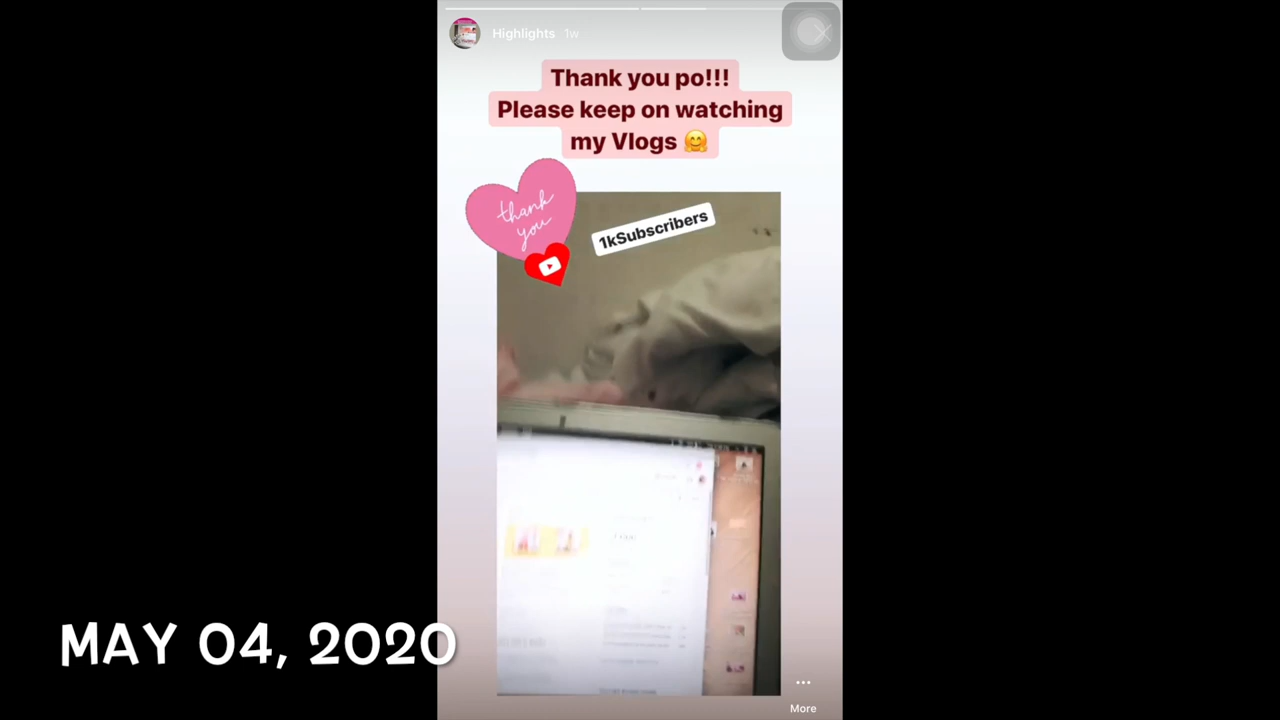 Highlights 1w
Thank you po!!!
Please keep on watching
my Vlogs 🤗
thank
you
1kSubscribers
MAY 04, 2020
More